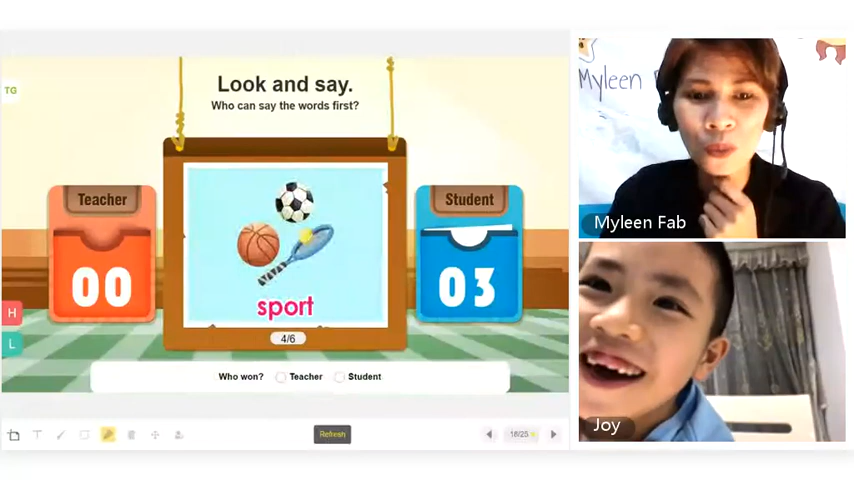 TG
Look and say.
Who can say the words first?
Teacher
00
sport
4/6
Student
03
H
L
Who won? Teacher Student
T
Refresh
18/25
Myleen
Myleen Fab
Joy